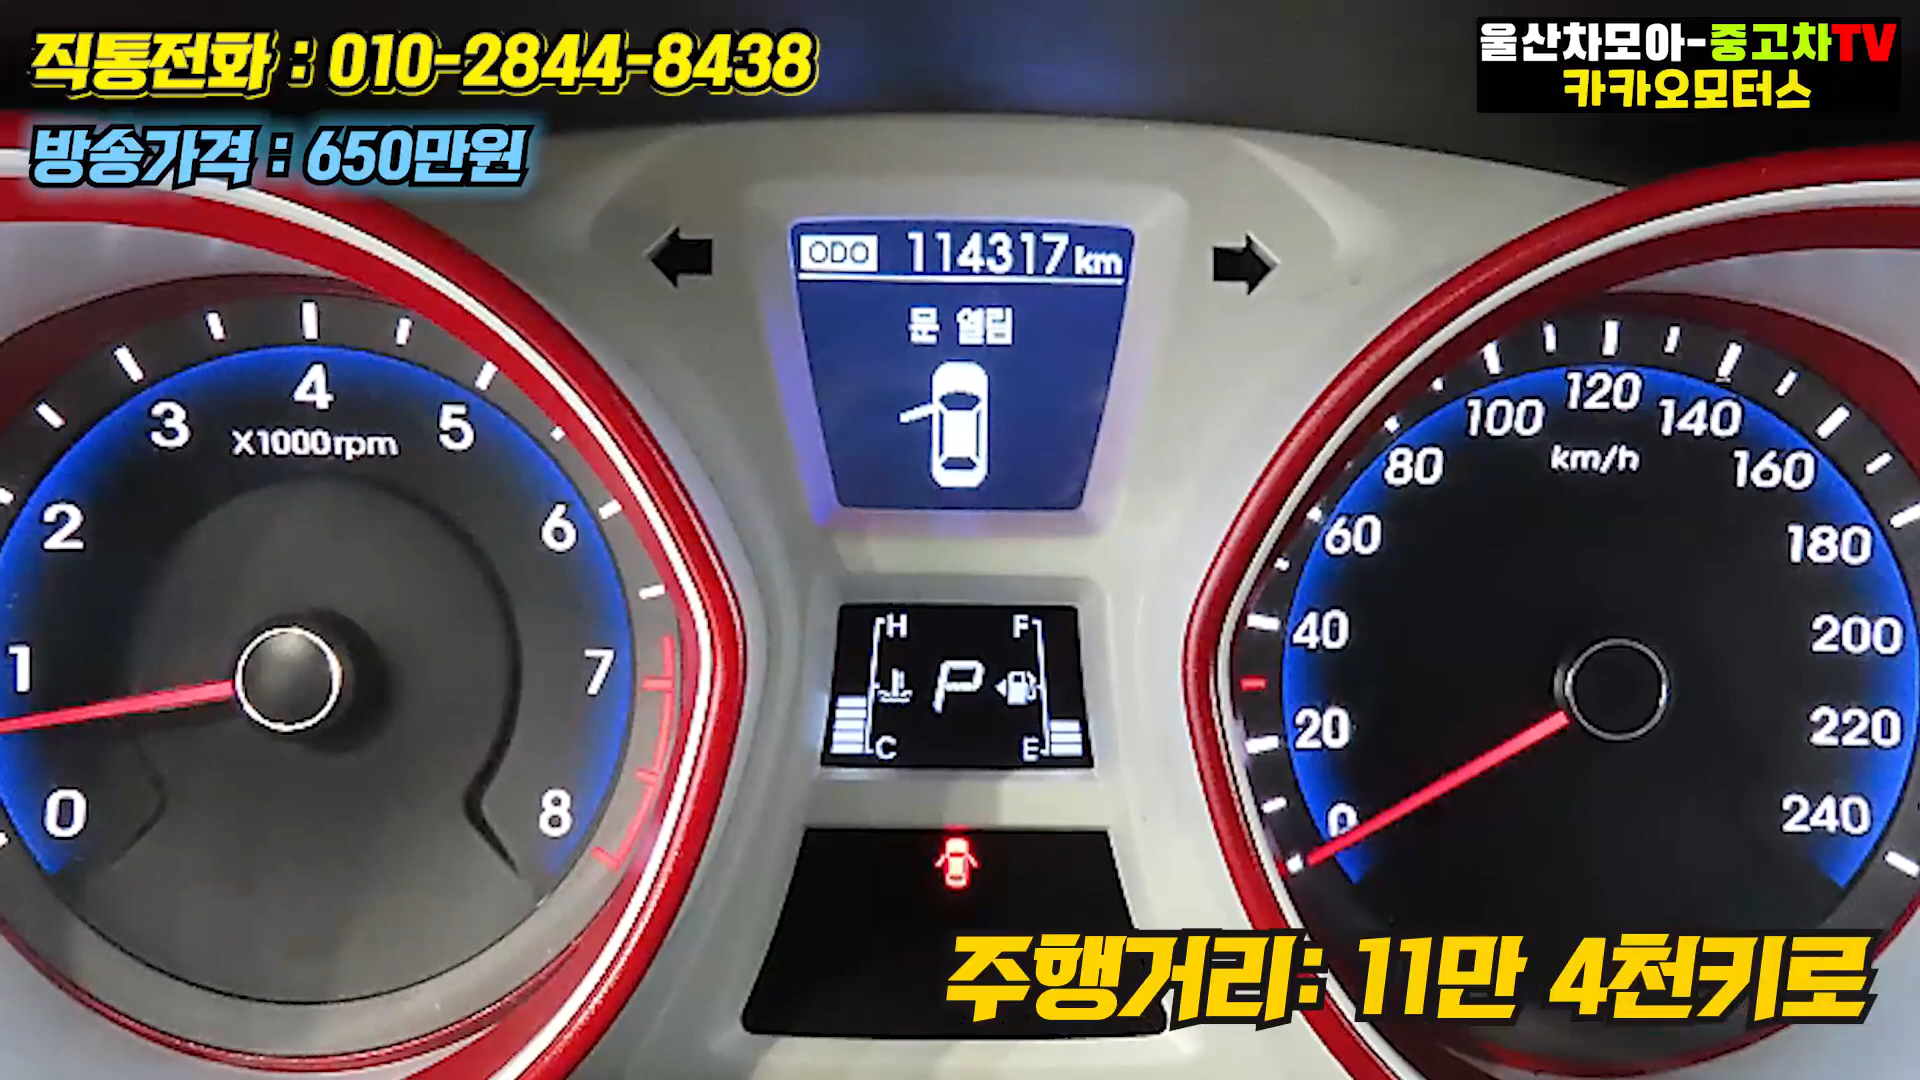 직통전화 : 010-2844-8438
방송가격 : 650만원
울산차모아-중고차TV
카카오모터스
ODO 114317 km
문 열림
0 1 2 3 4 5 6 7 8
X1000rpm
H F
P
C E
0 20 40 60 80 100 120 140 160 180 200 220 240
km/h
주행거리: 11만 4천키로